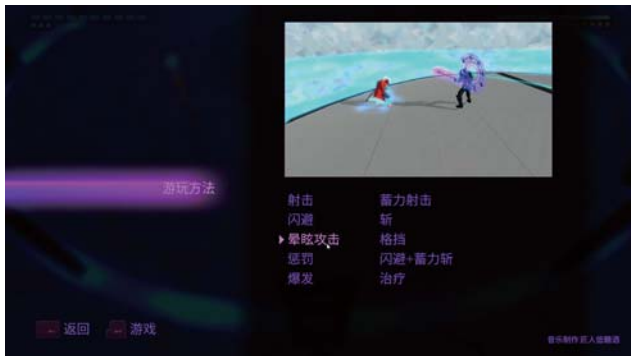 游玩方法
射击 蓄力射击
闪避 斩
晕眩攻击 格挡
惩罚 闪避+蓄力斩
爆发 治疗
返回 游戏